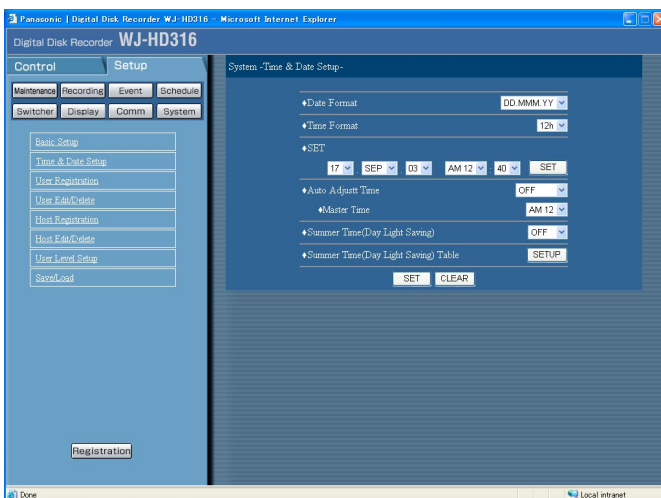 Panasonic | Digital Disk Recorder WJ-HD316 - Microsoft Internet Explorer
Digital Disk Recorder WJ-HD316
Control
Setup
Maintenance Recording Event Schedule
Switcher Display Comm System
Basic Setup
Time & Date Setup
User Registration
User Edit/Delete
Host Registration
Host Edit/Delete
User Level Setup
Save/Load
Registration
System -Time & Date Setup-
♦Date Format DD.MMM.YY
♦Time Format 12h
♦SET
17 . SEP . 03 AM 12 : 40 SET
♦Auto Adjustt Time OFF
♦Master Time AM 12
♦Summer Time(Day Light Saving) OFF
♦Summer Time(Day Light Saving) Table SETUP
SET CLEAR
Done
Local intranet